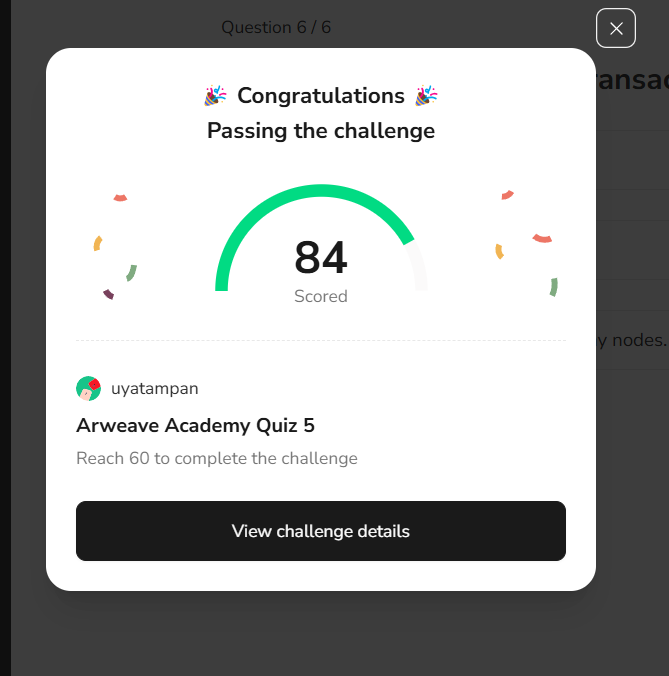 Question 6 / 6
ransac
🎉 Congratulations 🎉
Passing the challenge
84
Scored
y nodes.
uyatampan
Arweave Academy Quiz 5
Reach 60 to complete the challenge
View challenge details